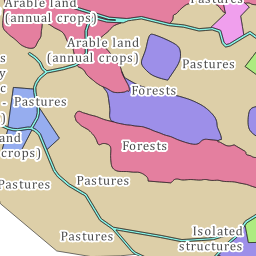 Arable land
(annual crops)
Arable land
(annual crops)
Pastures
Forests
s
y
c
Pastures
-
)
and
crops)
Forests
Pastures
Pastures
Isolated
structures
Pastures